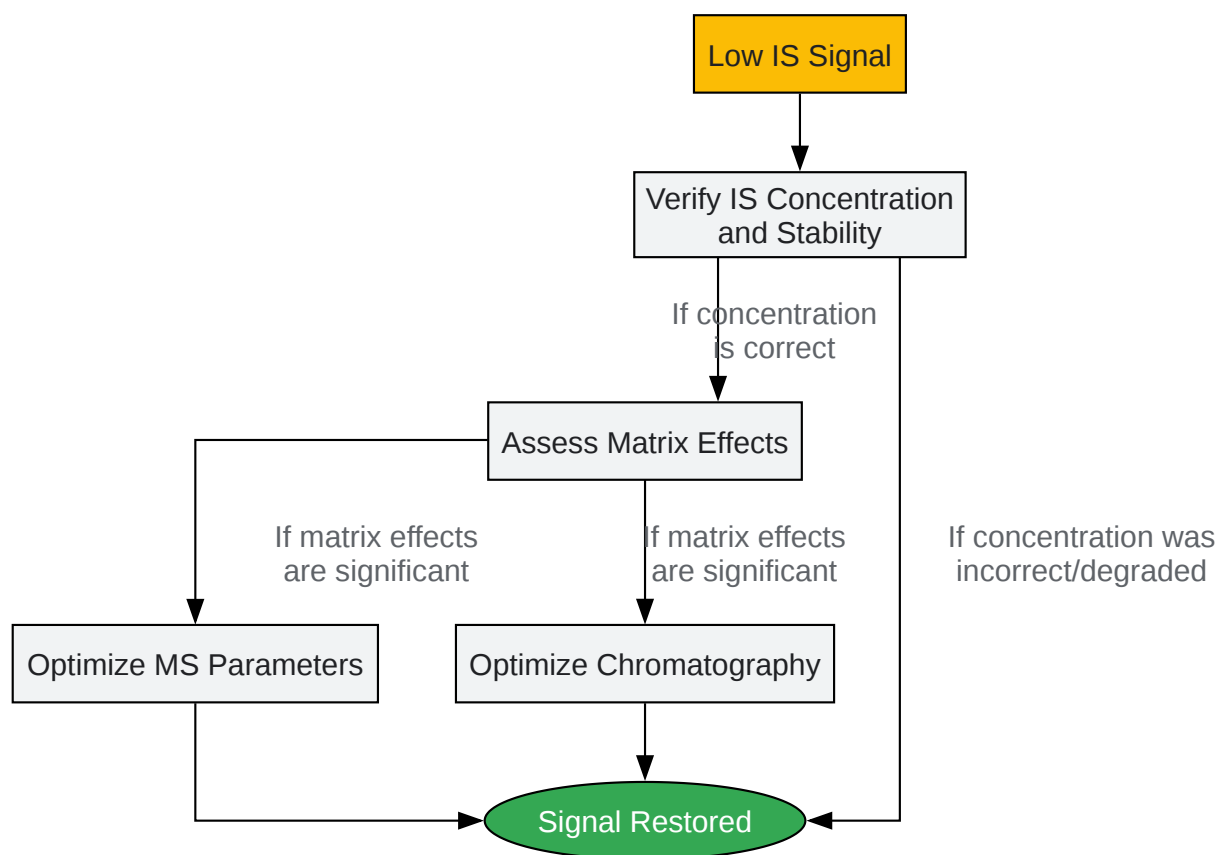 Low IS Signal
Verify IS Concentration
and Stability
If concentration
is correct
Assess Matrix Effects
If matrix effects
are significant
If matrix effects
are significant
If concentration was
incorrect/degraded
Optimize MS Parameters
Optimize Chromatography
Signal Restored